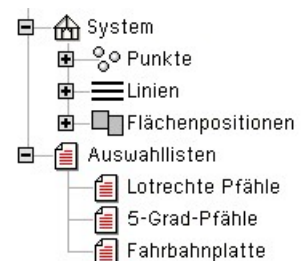 System
Punkte
Linien
Flächenpositionen
Auswahllisten
Lotrechte Pfähle
5-Grad-Pfähle
Fahrbahnplatte